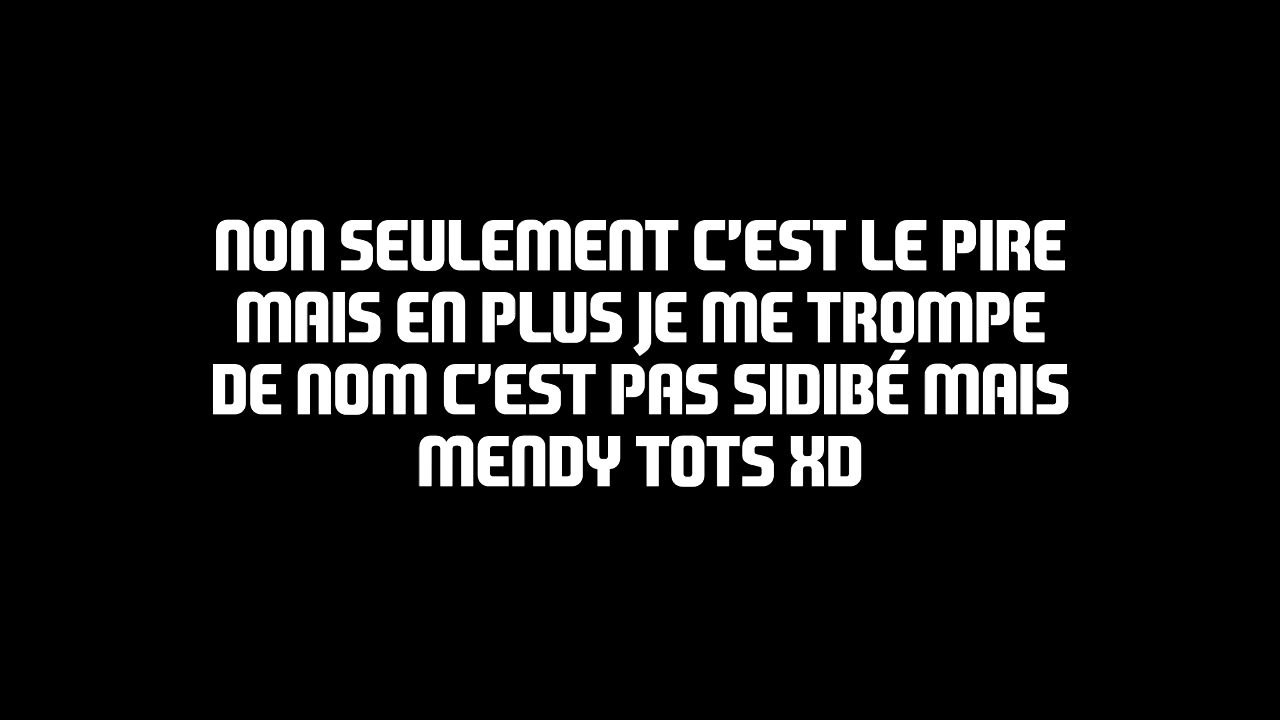 NON SEULEMENT C'EST LE PIRE
MAIS EN PLUS JE ME TROMPE
DE NOM C'EST PAS SIDIBÉ MAIS
MENDY TOTS XD